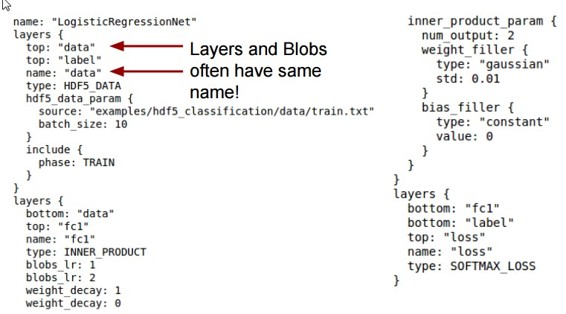 name: "LogisticRegressionNet"
layers {
  top: "data"
  top: "label"
  name: "data"
  type: HDF5_DATA
  hdf5_data_param {
    source: "examples/hdf5_classification/data/train.txt"
    batch_size: 10
  }
  include {
    phase: TRAIN
  }
}
layers {
  bottom: "data"
  top: "fc1"
  name: "fc1"
  type: INNER_PRODUCT
  blobs_lr: 1
  blobs_lr: 2
  weight_decay: 1
  weight_decay: 0
Layers and Blobs
often have same
name!
  inner_product_param {
    num_output: 2
    weight_filler {
      type: "gaussian"
      std: 0.01
    }
    bias_filler {
      type: "constant"
      value: 0
    }
  }
}
layers {
  bottom: "fc1"
  bottom: "label"
  top: "loss"
  name: "loss"
  type: SOFTMAX_LOSS
}